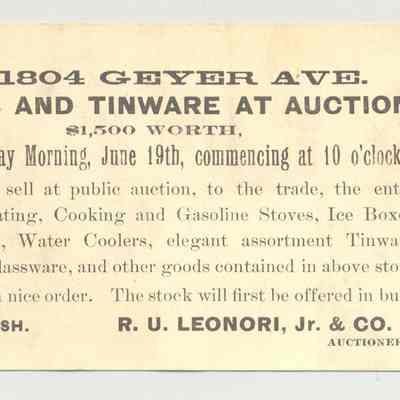 1804 GEYER AVE.
AND TINWARE AT AUCTION
$1,500 WORTH,
ay Morning, June 19th, commencing at 10 o'clock
sell at public auction, to the trade, the ent
ating, Cooking and Gasoline Stoves, Ice Boxe
, Water Coolers, elegant assortment Tinwa
lassware, and other goods contained in above sto
nice order. The stock will first be offered in bu
SH. R. U. LEONORI, Jr. & CO.
AUCTIONER